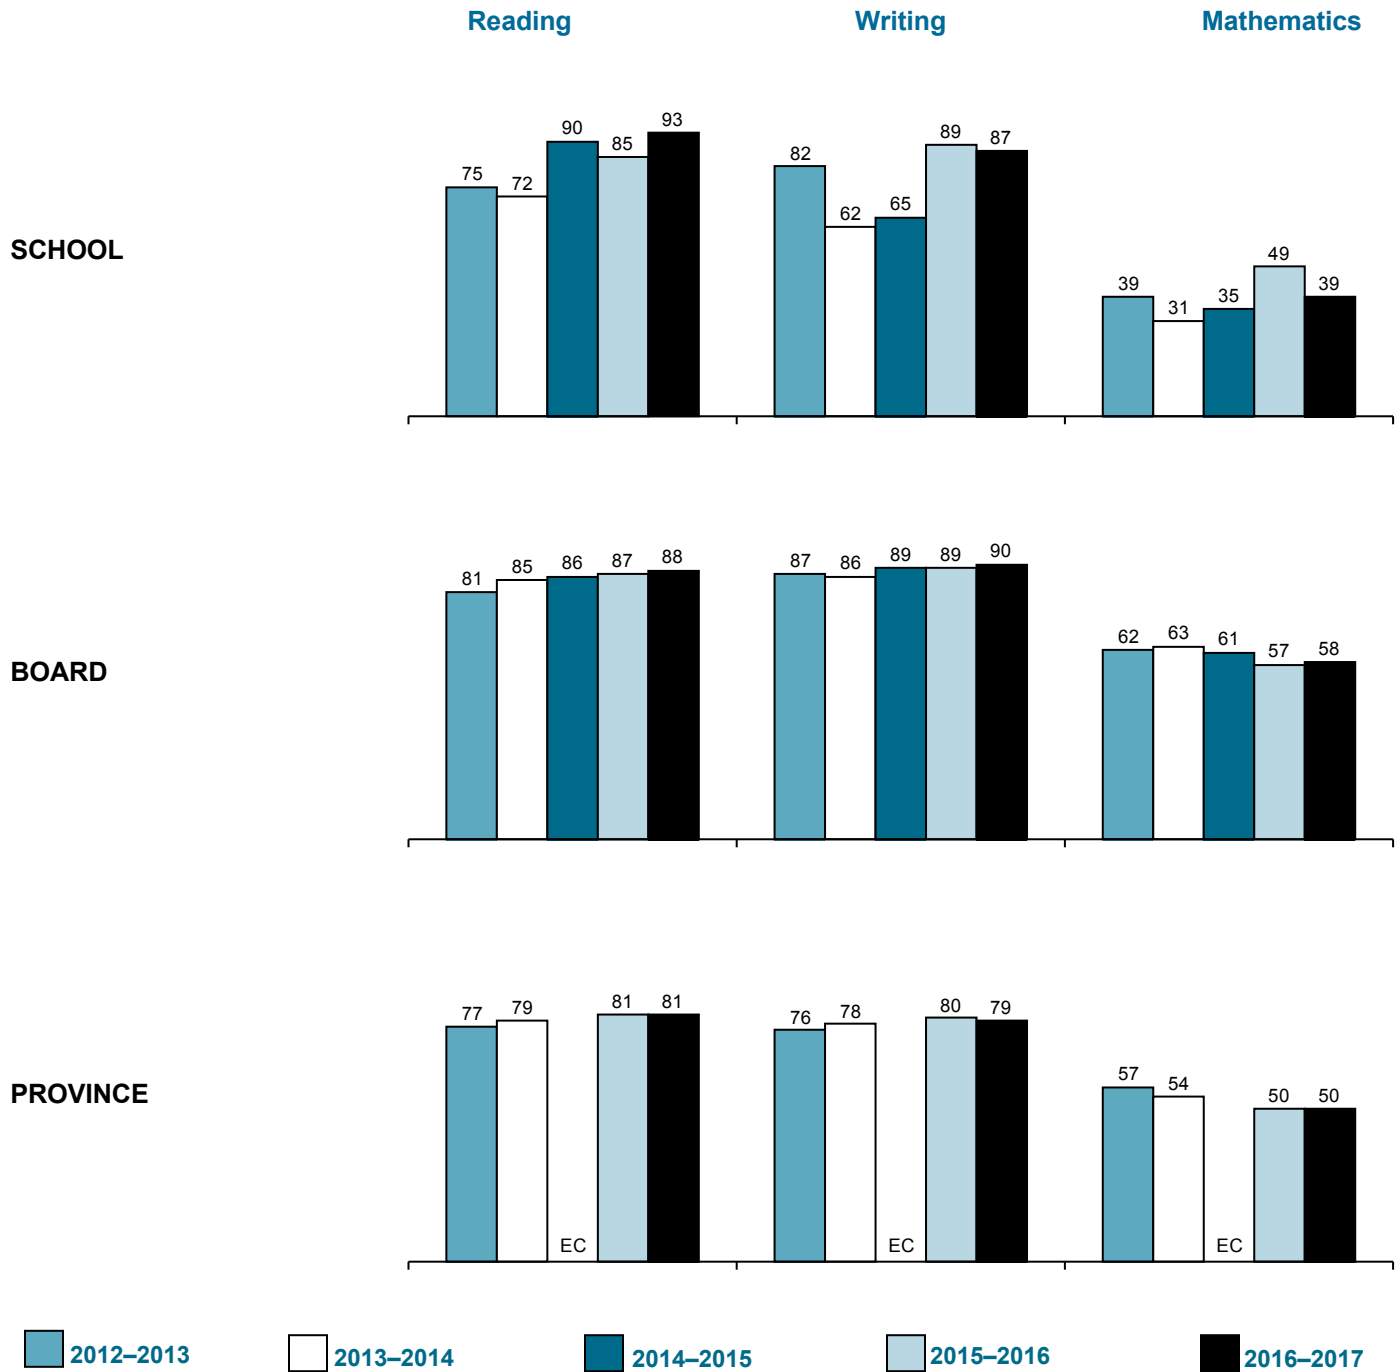 Reading Writing Mathematics
SCHOOL
75 72 90 85 93 82 62 65 89 87 39 31 35 49 39
BOARD
81 85 86 87 88 87 86 89 89 90 62 63 61 57 58
PROVINCE
77 79 EC 81 81 76 78 EC 80 79 57 54 EC 50 50
2012–2013 2013–2014 2014–2015 2015–2016 2016–2017